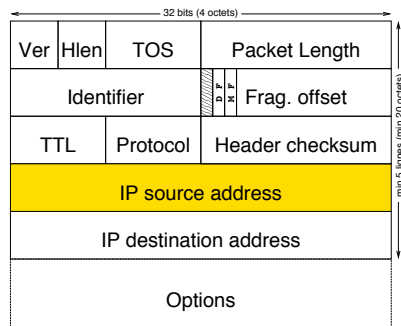 32 bits (4 octets)
Ver Hlen TOS Packet Length
Identifier D F M F Frag. offset
TTL Protocol Header checksum
IP source address
IP destination address
Options
min 5 lignes (min 20 octets)